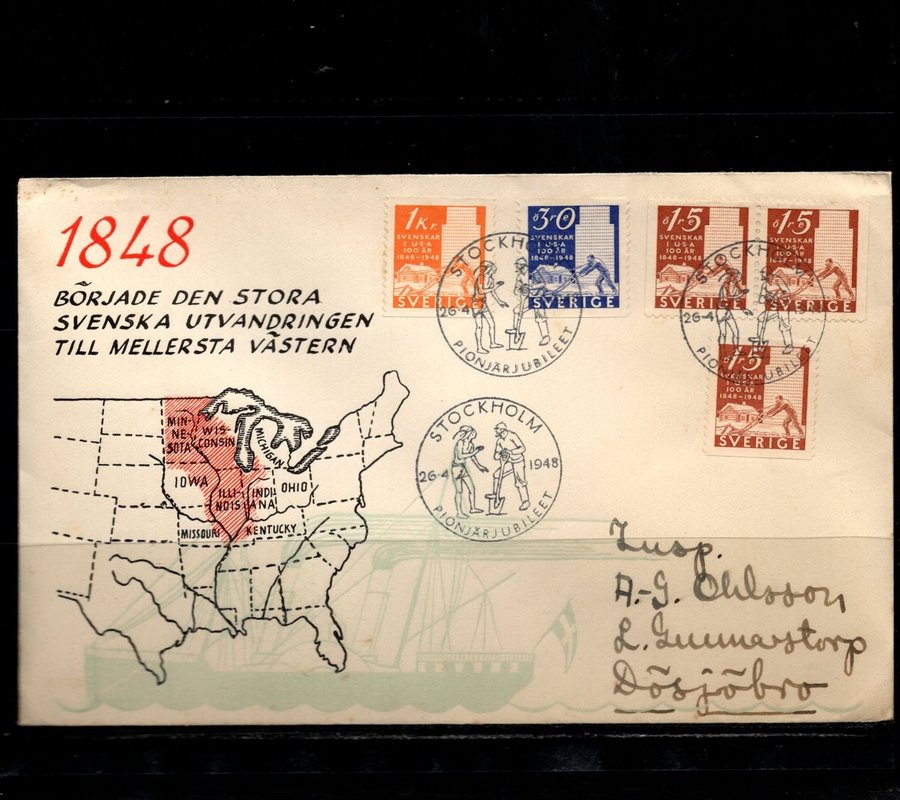 1848
BÖRJADE DEN STORA
SVENSKA UTVANDRINGEN
TILL MELLERSTA VÄSTERN
1 Kr
SVENSKAR
I USA
100 ÅR
1848-1948
SVERIGE
30
SVENSKAR
I USA
100 ÅR
1848-1948
SVERIGE
ö15
SVENSKAR
I USA
100 ÅR
1848-1948
SVERIGE
ö15
SVENSKAR
I USA
100 ÅR
1848-1948
SVERIGE
STOCKHOLM
26-4
PIONJÄRJUBILEET
STOCKHOLM
26-4
PIONJÄRJUBILEET
15
SVENSKAR
I USA
100 ÅR
1848-1948
SVERIGE
STOCKHOLM
26-4 1948
PIONJÄRJUBILEET
MIN-
NE-
SOTA
WIS-
CONSIN
MICHIGAN
IOWA
ILLI-
NOIS
INDI
ANA
OHIO
MISSOURI
KENTUCKY
Insp.
A.-G. Ohlsson
L. Gunnarstorp
Dösjöbro